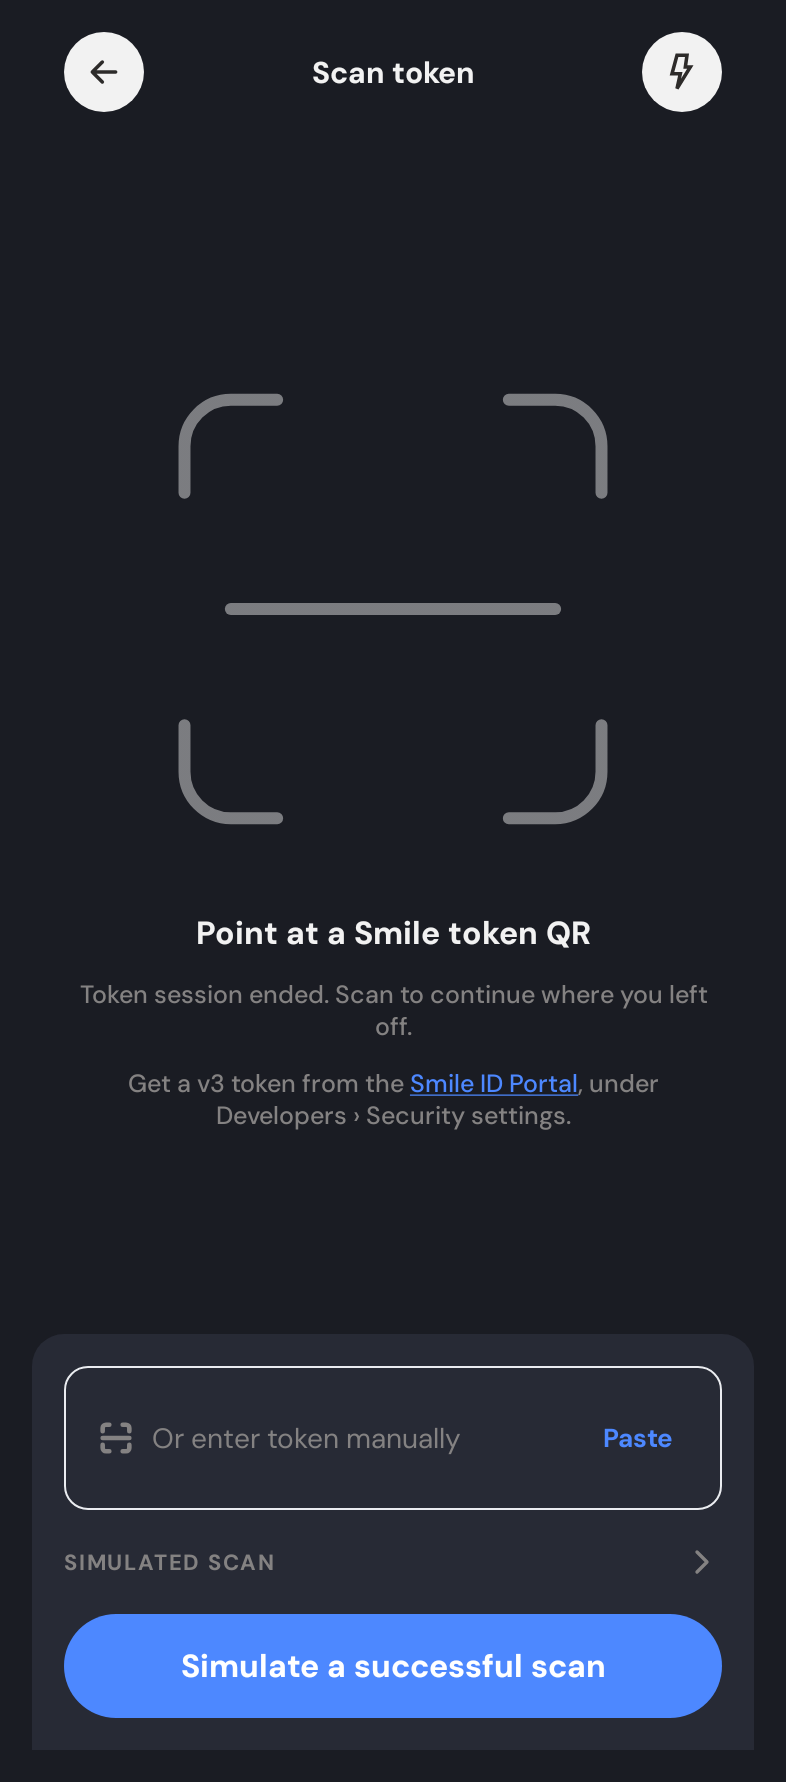 Scan token
Point at a Smile token QR
Token session ended. Scan to continue where you left
off.
Get a v3 token from the Smile ID Portal, under
Developers › Security settings.
Or enter token manually
Paste
SIMULATED SCAN
Simulate a successful scan